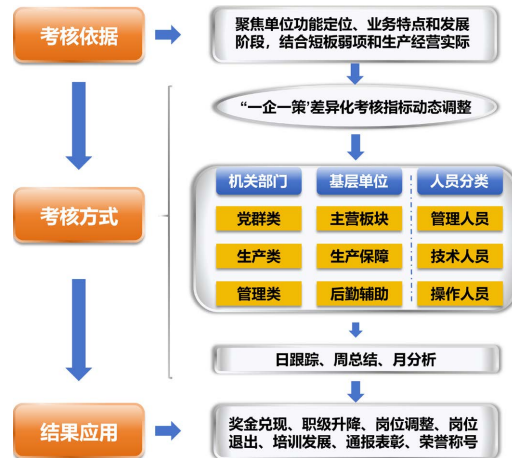 考核依据
聚焦单位功能定位、业务特点和发展
阶段，结合短板弱项和生产经营实际
“一企一策’差异化考核指标动态调整
考核方式
机关部门 基层单位 人员分类
党群类 主营板块 管理人员
生产类 生产保障 技术人员
管理类 后勤辅助 操作人员
日跟踪、周总结、月分析
结果应用
奖金兑现、职级升降、岗位调整、岗位
退出、培训发展、通报表彰、荣誉称号